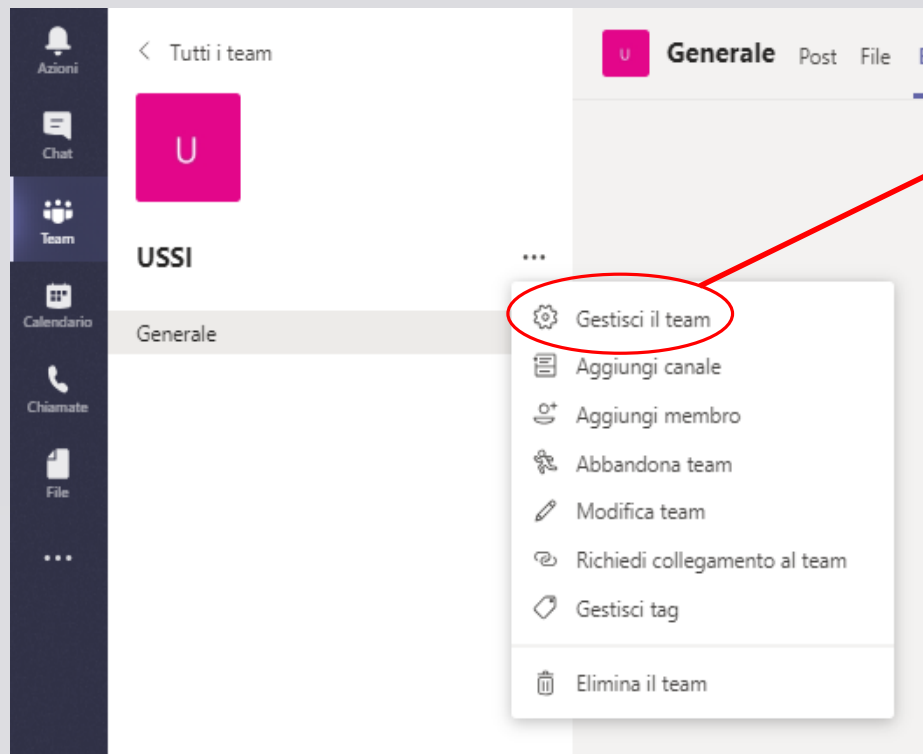 Azioni
Chat
Team
Calendario
Chiamate
File
Tutti i team
U
USSI
Generale
U
Generale Post File
Gestisci il team
Aggiungi canale
Aggiungi membro
Abbandona team
Modifica team
Richiedi collegamento al team
Gestisci tag
Elimina il team